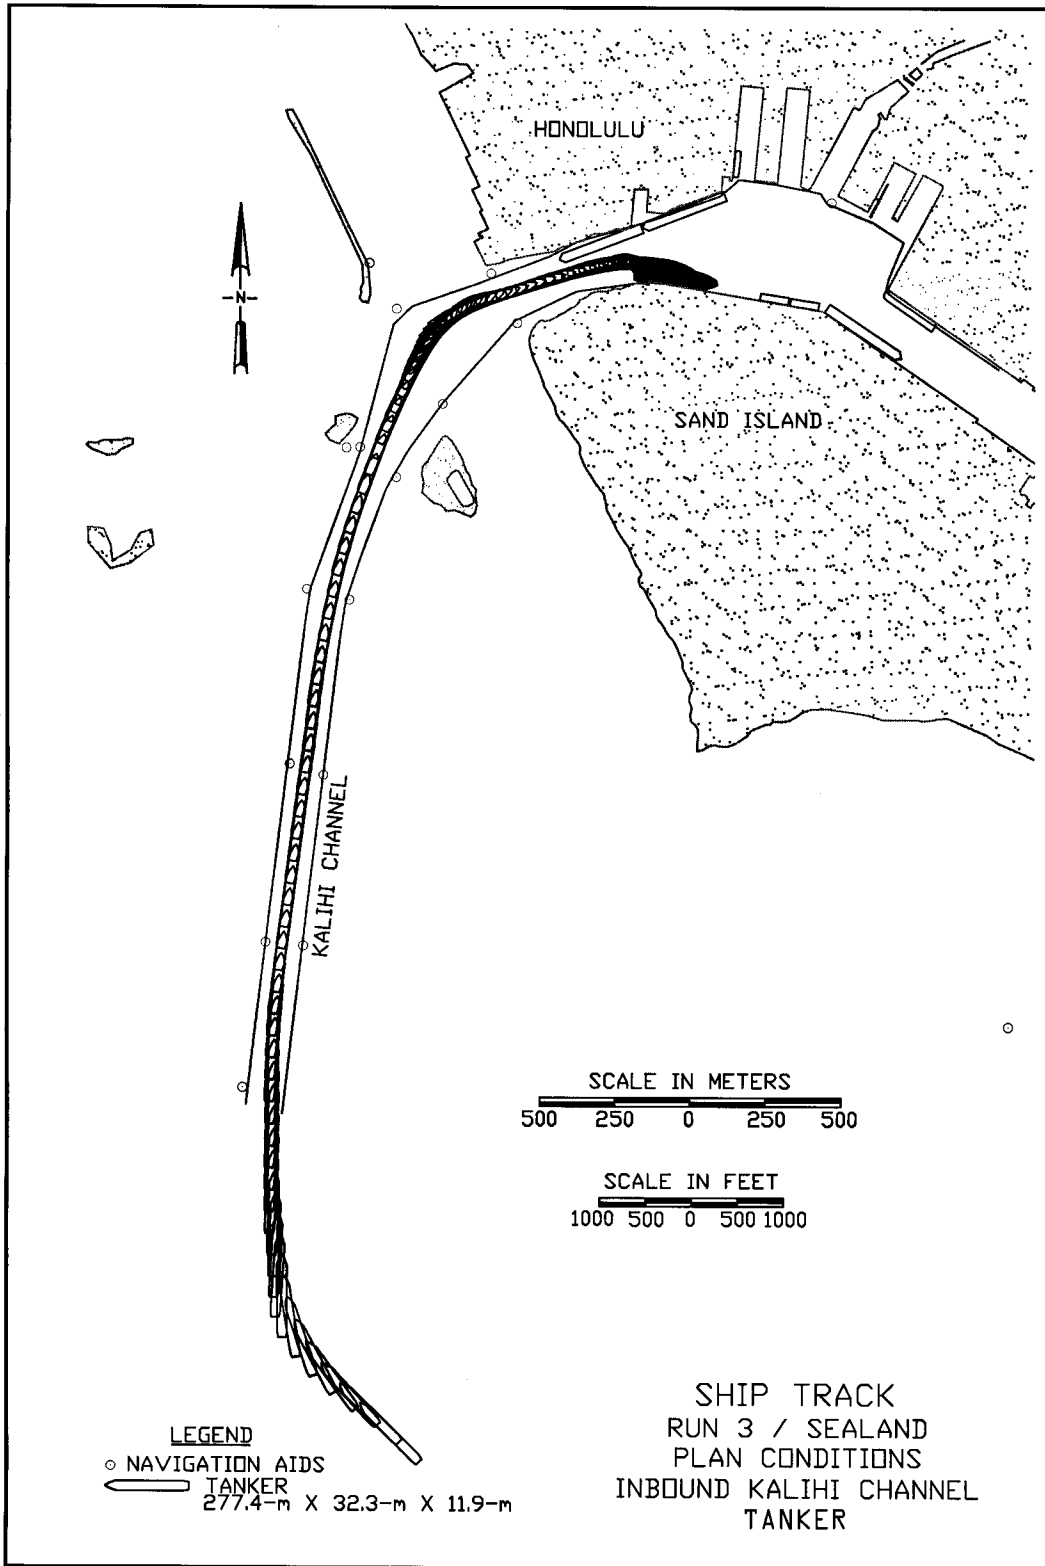 HONOLULU
-N-
SAND ISLAND
KALIHI CHANNEL
SCALE IN METERS
500 250 0 250 500
SCALE IN FEET
1000 500 0 500 1000
SHIP TRACK
RUN 3 / SEALAND
PLAN CONDITIONS
INBOUND KALIHI CHANNEL
TANKER
LEGEND
NAVIGATION AIDS
TANKER
277.4-m X 32.3-m X 11.9-m